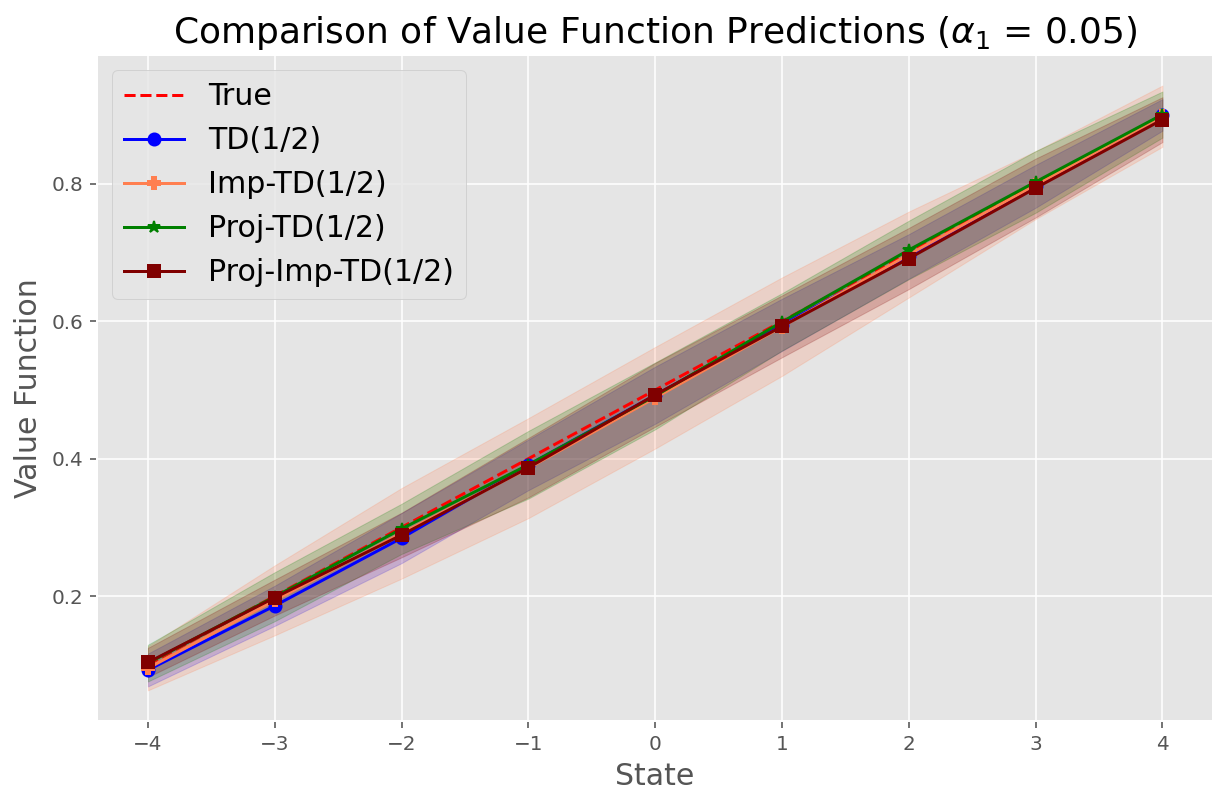 Comparison of Value Function Predictions (α₁ = 0.05)
True
TD(1/2)
Imp-TD(1/2)
Proj-TD(1/2)
Proj-Imp-TD(1/2)
Value Function
0.8
0.6
0.4
0.2
−4 −3 −2 −1 0 1 2 3 4
State